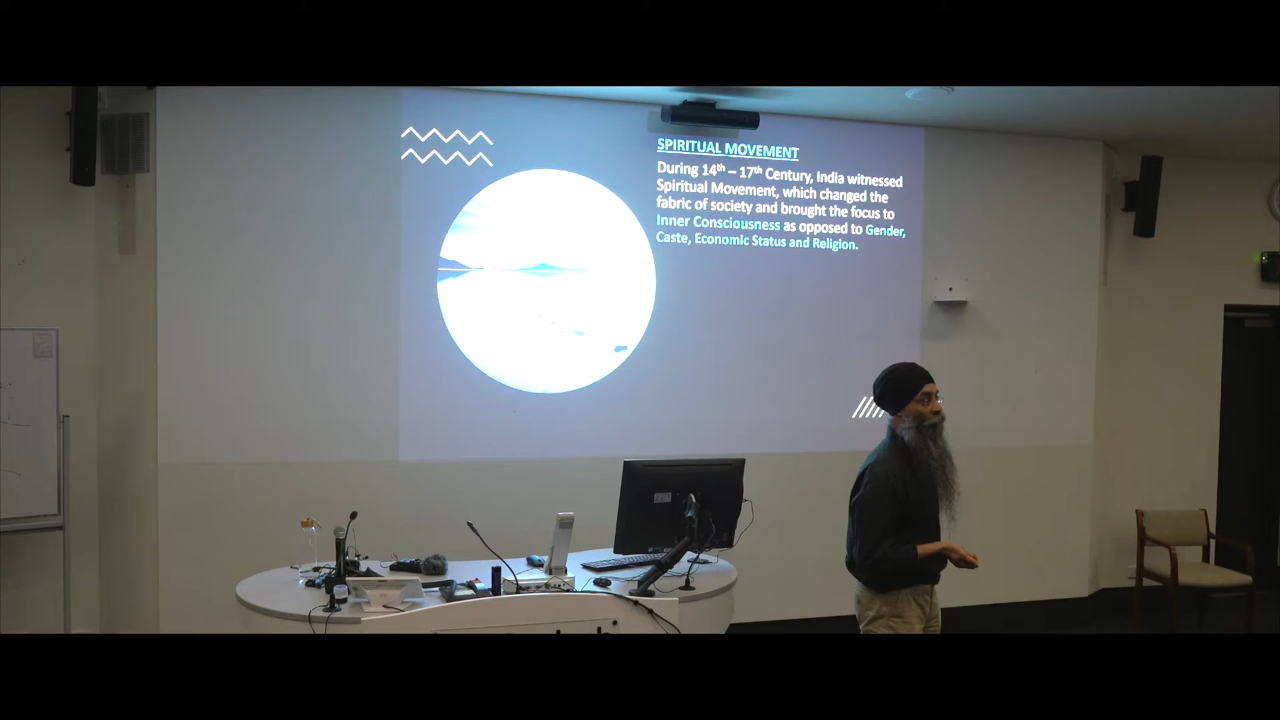 SPIRITUAL MOVEMENT
During 14th – 17th Century, India witnessed
Spiritual Movement, which changed the
fabric of society and brought the focus to
Inner Consciousness as opposed to Gender,
Caste, Economic Status and Religion.